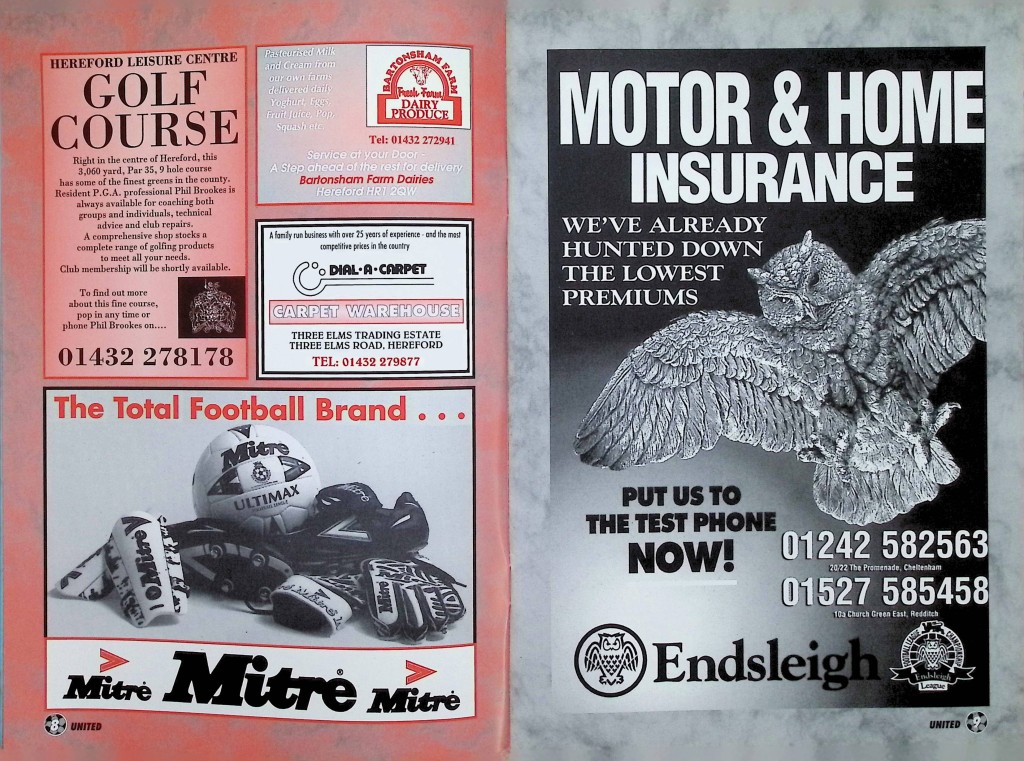 HEREFORD LEISURE CENTRE
GOLF
COURSE
Right in the centre of Hereford, this
3,060 yard, Par 35, 9 hole course
has some of the finest greens in the county.
Resident P.G.A. professional Phil Brookes is
always available for coaching both
groups and individuals, technical
advice and club repairs.
A comprehensive shop stocks a
complete range of golfing products
to meet all your needs.
Club membership will be shortly available.
To find out more
about this fine course,
pop in any time or
phone Phil Brookes on....
01432 278178
Pasteurised Milk
and Cream from
our own farms
delivered daily
Yoghurt, Eggs,
Fruit Juice, Pop,
Squash etc.
BARTONSHAM FARM
Fresh Farm
DAIRY
PRODUCE
Tel: 01432 272941
Service at your Door -
A Step ahead of the rest for delivery
Bartonsham Farm Dairies
Hereford HR1 2QW
A family run business with over 25 years of experience - and the most
competitive prices in the country
DIAL•A•CARPET
CARPET WAREHOUSE
THREE ELMS TRADING ESTATE
THREE ELMS ROAD, HEREFORD
TEL: 01432 279877
The Total Football Brand . . .
Mitre
ULTIMAX
Mitre
Mitre
Mitre
Mitre®
Mitre
8 UNITED
MOTOR & HOME
INSURANCE
WE'VE ALREADY
HUNTED DOWN
THE LOWEST
PREMIUMS
PUT US TO
THE TEST PHONE
NOW!
01242 582563
20/22 The Promenade, Cheltenham
01527 585458
10a Church Green East, Redditch
Endsleigh
Endsleigh
League
UNITED 9